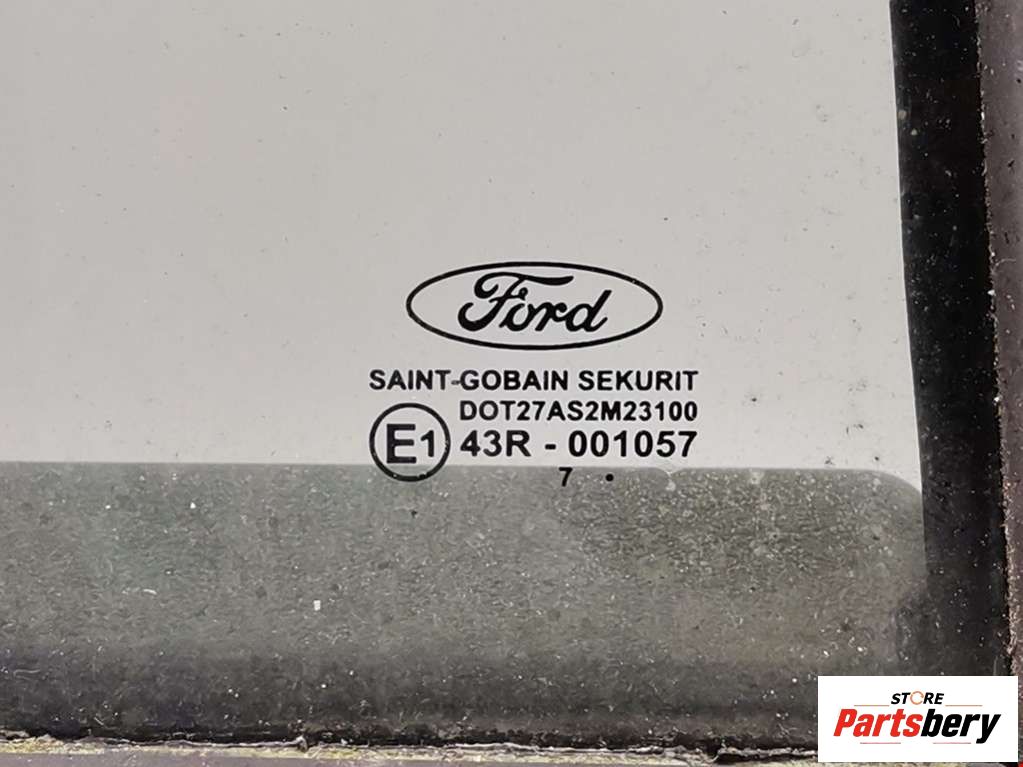 Ford
SAINT-GOBAIN SEKURIT
DOT27AS2M23100
E1 43R - 001057
7 •
STORE
Partsbery